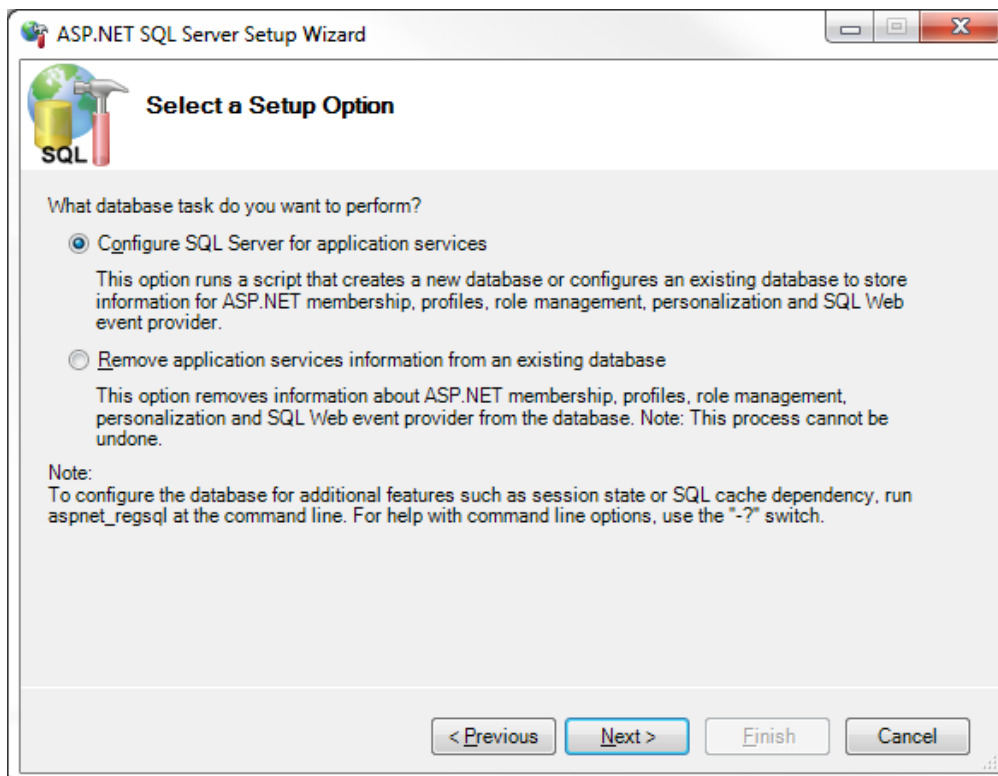 ASP.NET SQL Server Setup Wizard
Select a Setup Option
SQL
What database task do you want to perform?
Configure SQL Server for application services
This option runs a script that creates a new database or configures an existing database to store
information for ASP.NET membership, profiles, role management, personalization and SQL Web
event provider.
Remove application services information from an existing database
This option removes information about ASP.NET membership, profiles, role management,
personalization and SQL Web event provider from the database. Note: This process cannot be
undone.
Note:
To configure the database for additional features such as session state or SQL cache dependency, run
aspnet_regsql at the command line. For help with command line options, use the "-?" switch.
< Previous
Next >
Finish
Cancel